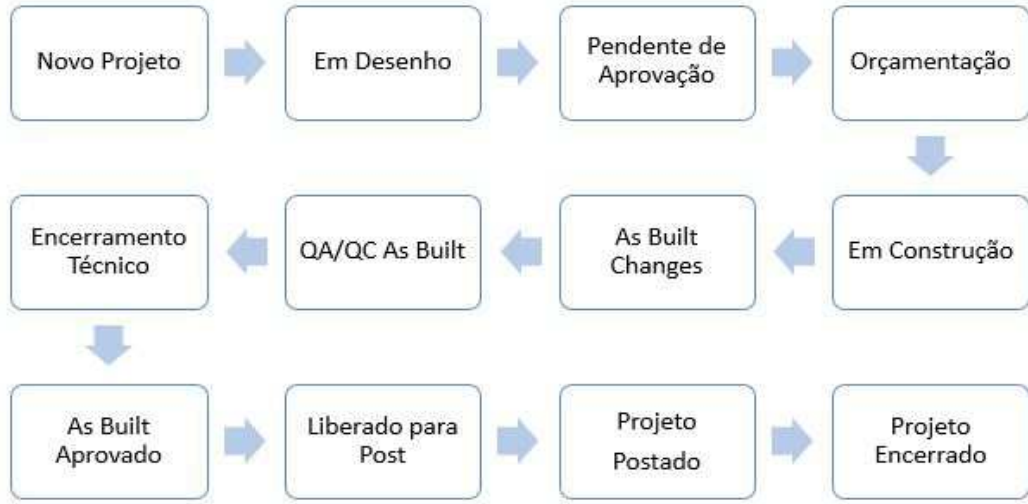 Novo Projeto
Em Desenho
Pendente de
Aprovação
Orçamentação
Em Construção
As Built
Changes
QA/QC As Built
Encerramento
Técnico
As Built
Aprovado
Liberado para
Post
Projeto
Postado
Projeto
Encerrado